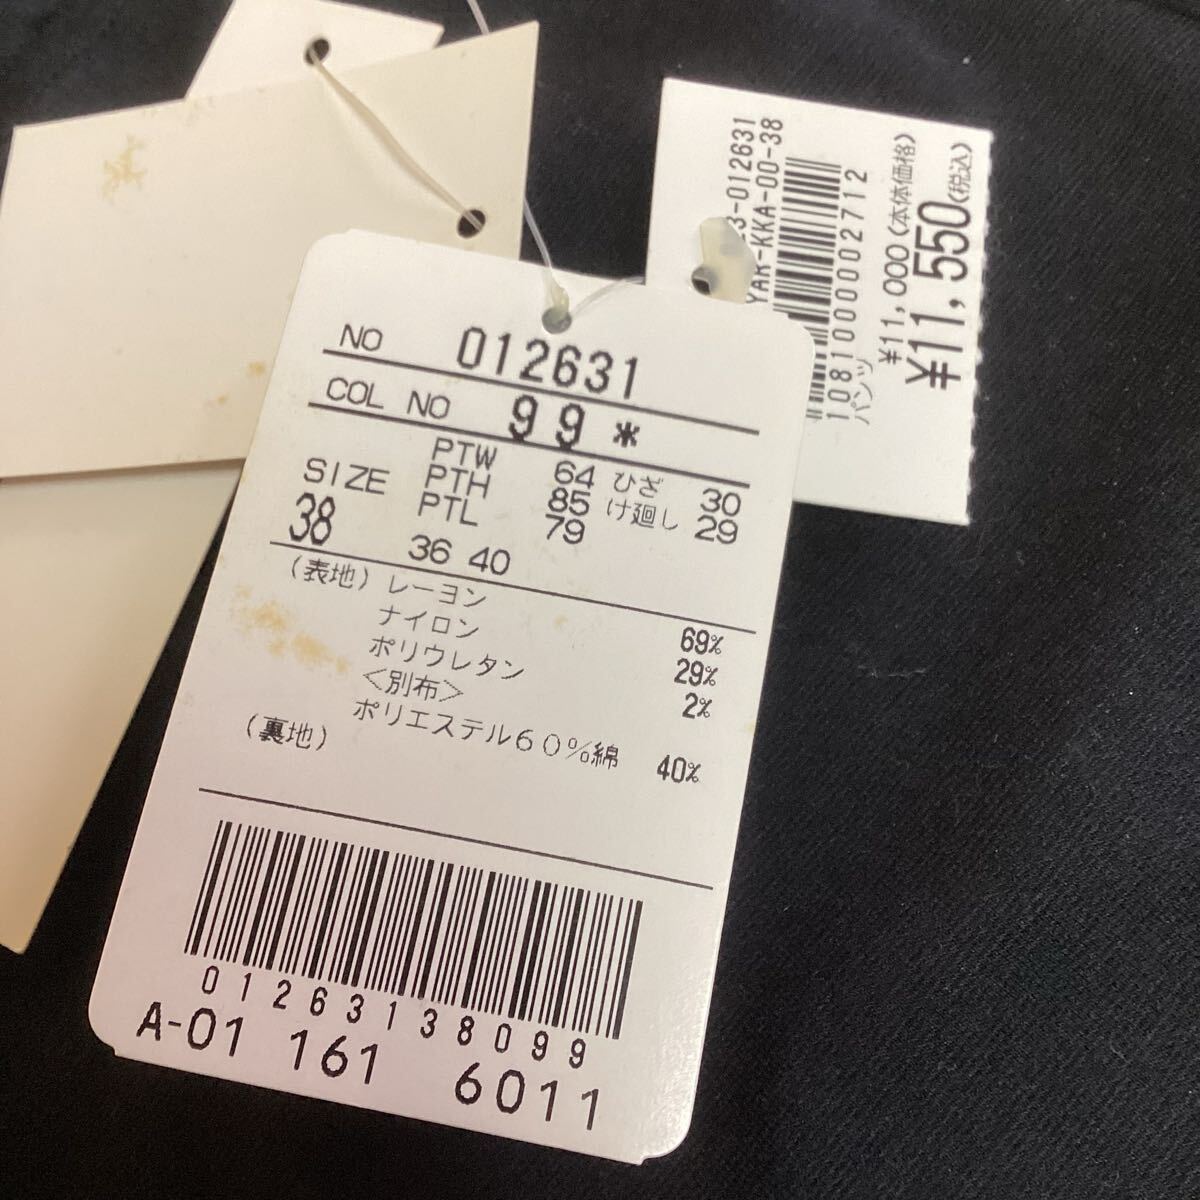 NO 012631
COL NO 99 *
PTW 64 ひざ 30
SIZE PTH 85 け廻し 29
PTL 79
38 36 40
(表地) レーヨン 69%
ナイロン 29%
ポリウレタン 2%
<別布>
ポリエステル60%綿 40%
(裏地)
0126313809 9
A-01 161 6011
3-012631
YAR-KKA-00-38
1081000002712
パンツ
¥11,000(本体価格)
¥11,550(税込)